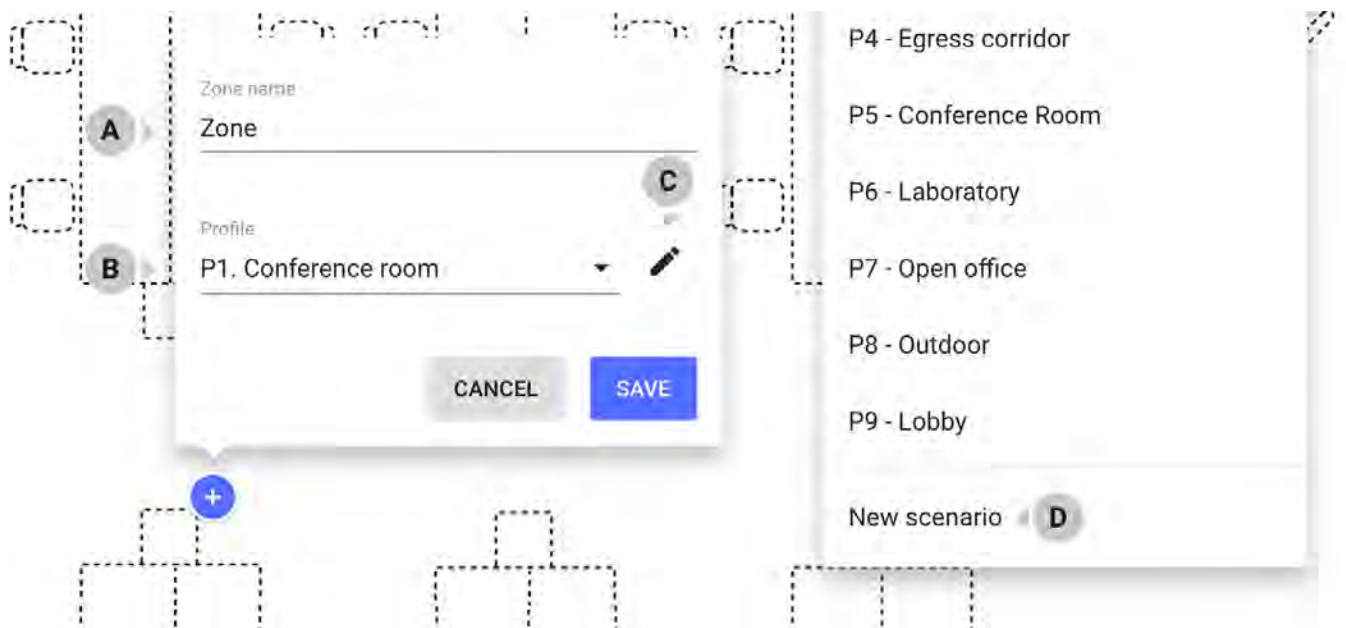 Zone name
A
Zone
C
Profile
B
P1. Conference room
CANCEL
SAVE
+
P4 - Egress corridor
P5 - Conference Room
P6 - Laboratory
P7 - Open office
P8 - Outdoor
P9 - Lobby
New scenario
D